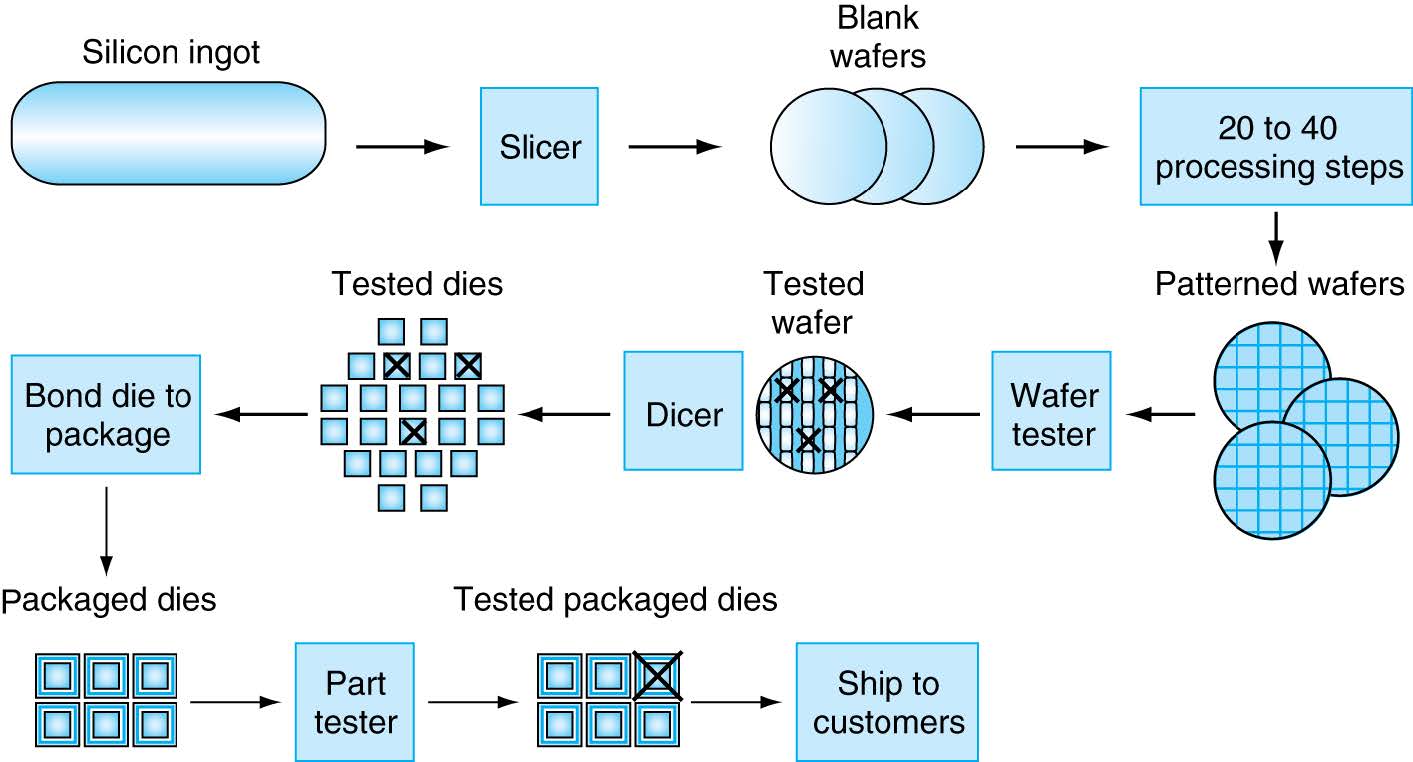 Silicon ingot
Slicer
Blank
wafers
20 to 40
processing steps
Patterned wafers
Wafer
tester
Tested
wafer
Dicer
Tested dies
Bond die to
package
Packaged dies
Part
tester
Tested packaged dies
Ship to
customers